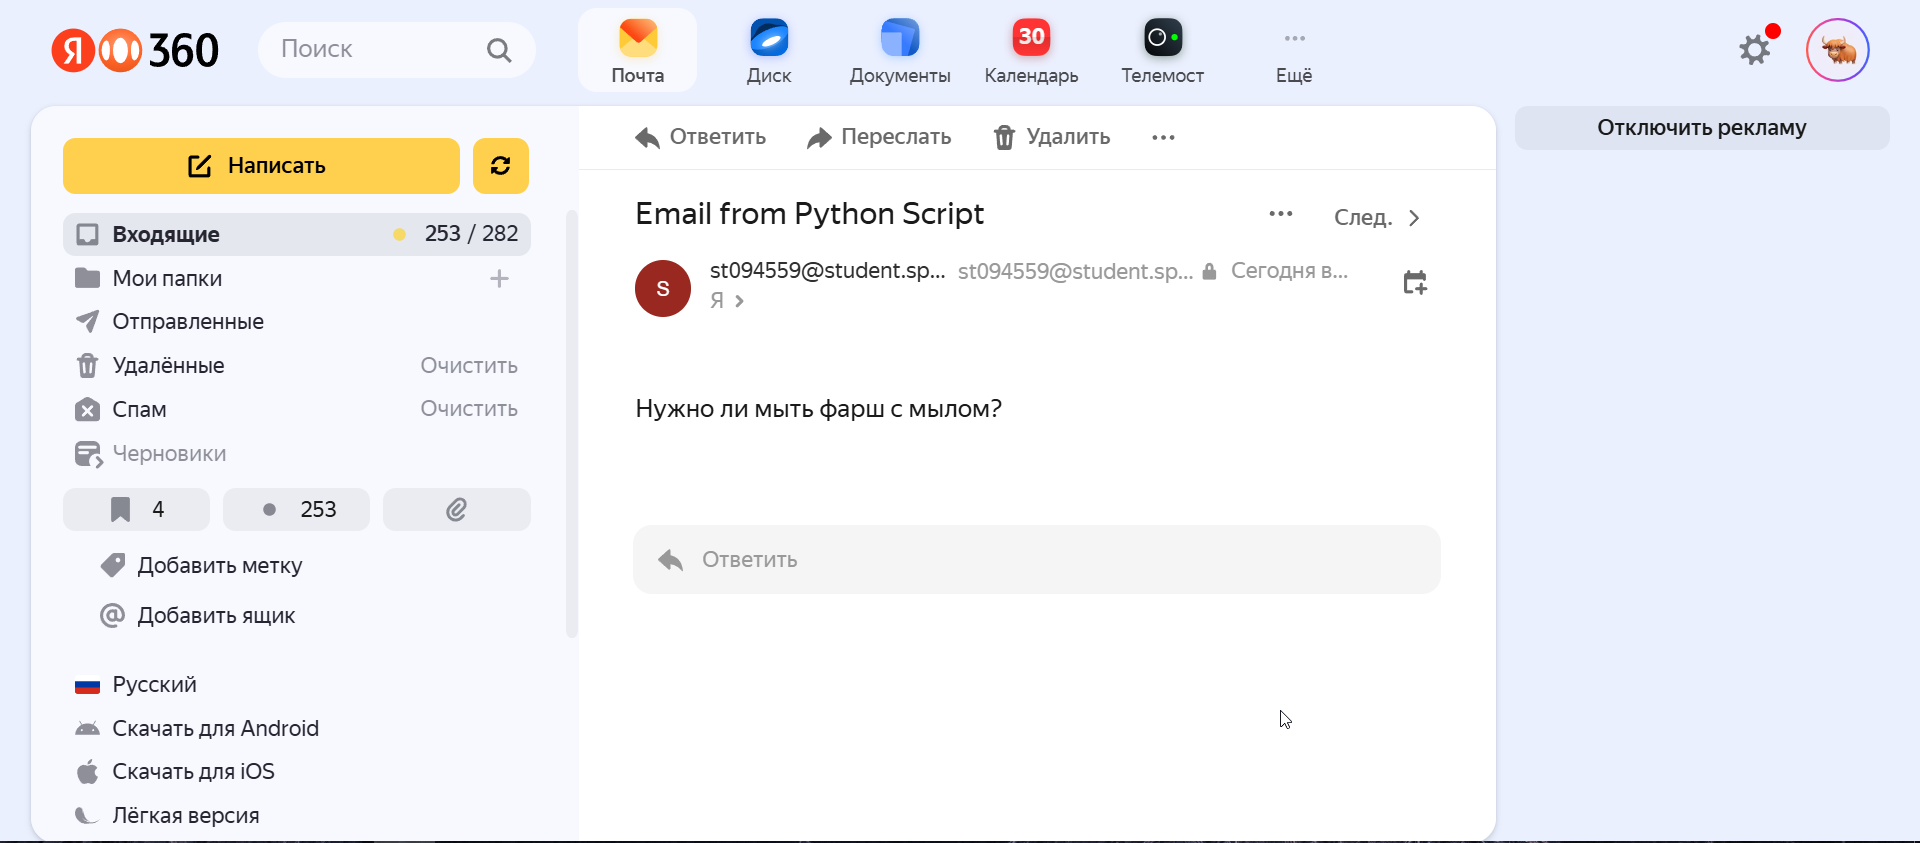 Я 360
Поиск
Почта
Диск
Документы
30
Календарь
Телемост
Ещё
Написать
Входящие 253 / 282
Мои папки
Отправленные
Удалённые Очистить
Спам Очистить
Черновики
4 253
Добавить метку
Добавить ящик
Русский
Скачать для Android
Скачать для iOS
Лёгкая версия
Ответить Переслать Удалить
Email from Python Script
След.
S
st094559@student.sp... st094559@student.sp... Сегодня в...
Я
Нужно ли мыть фарш с мылом?
Ответить
Отключить рекламу